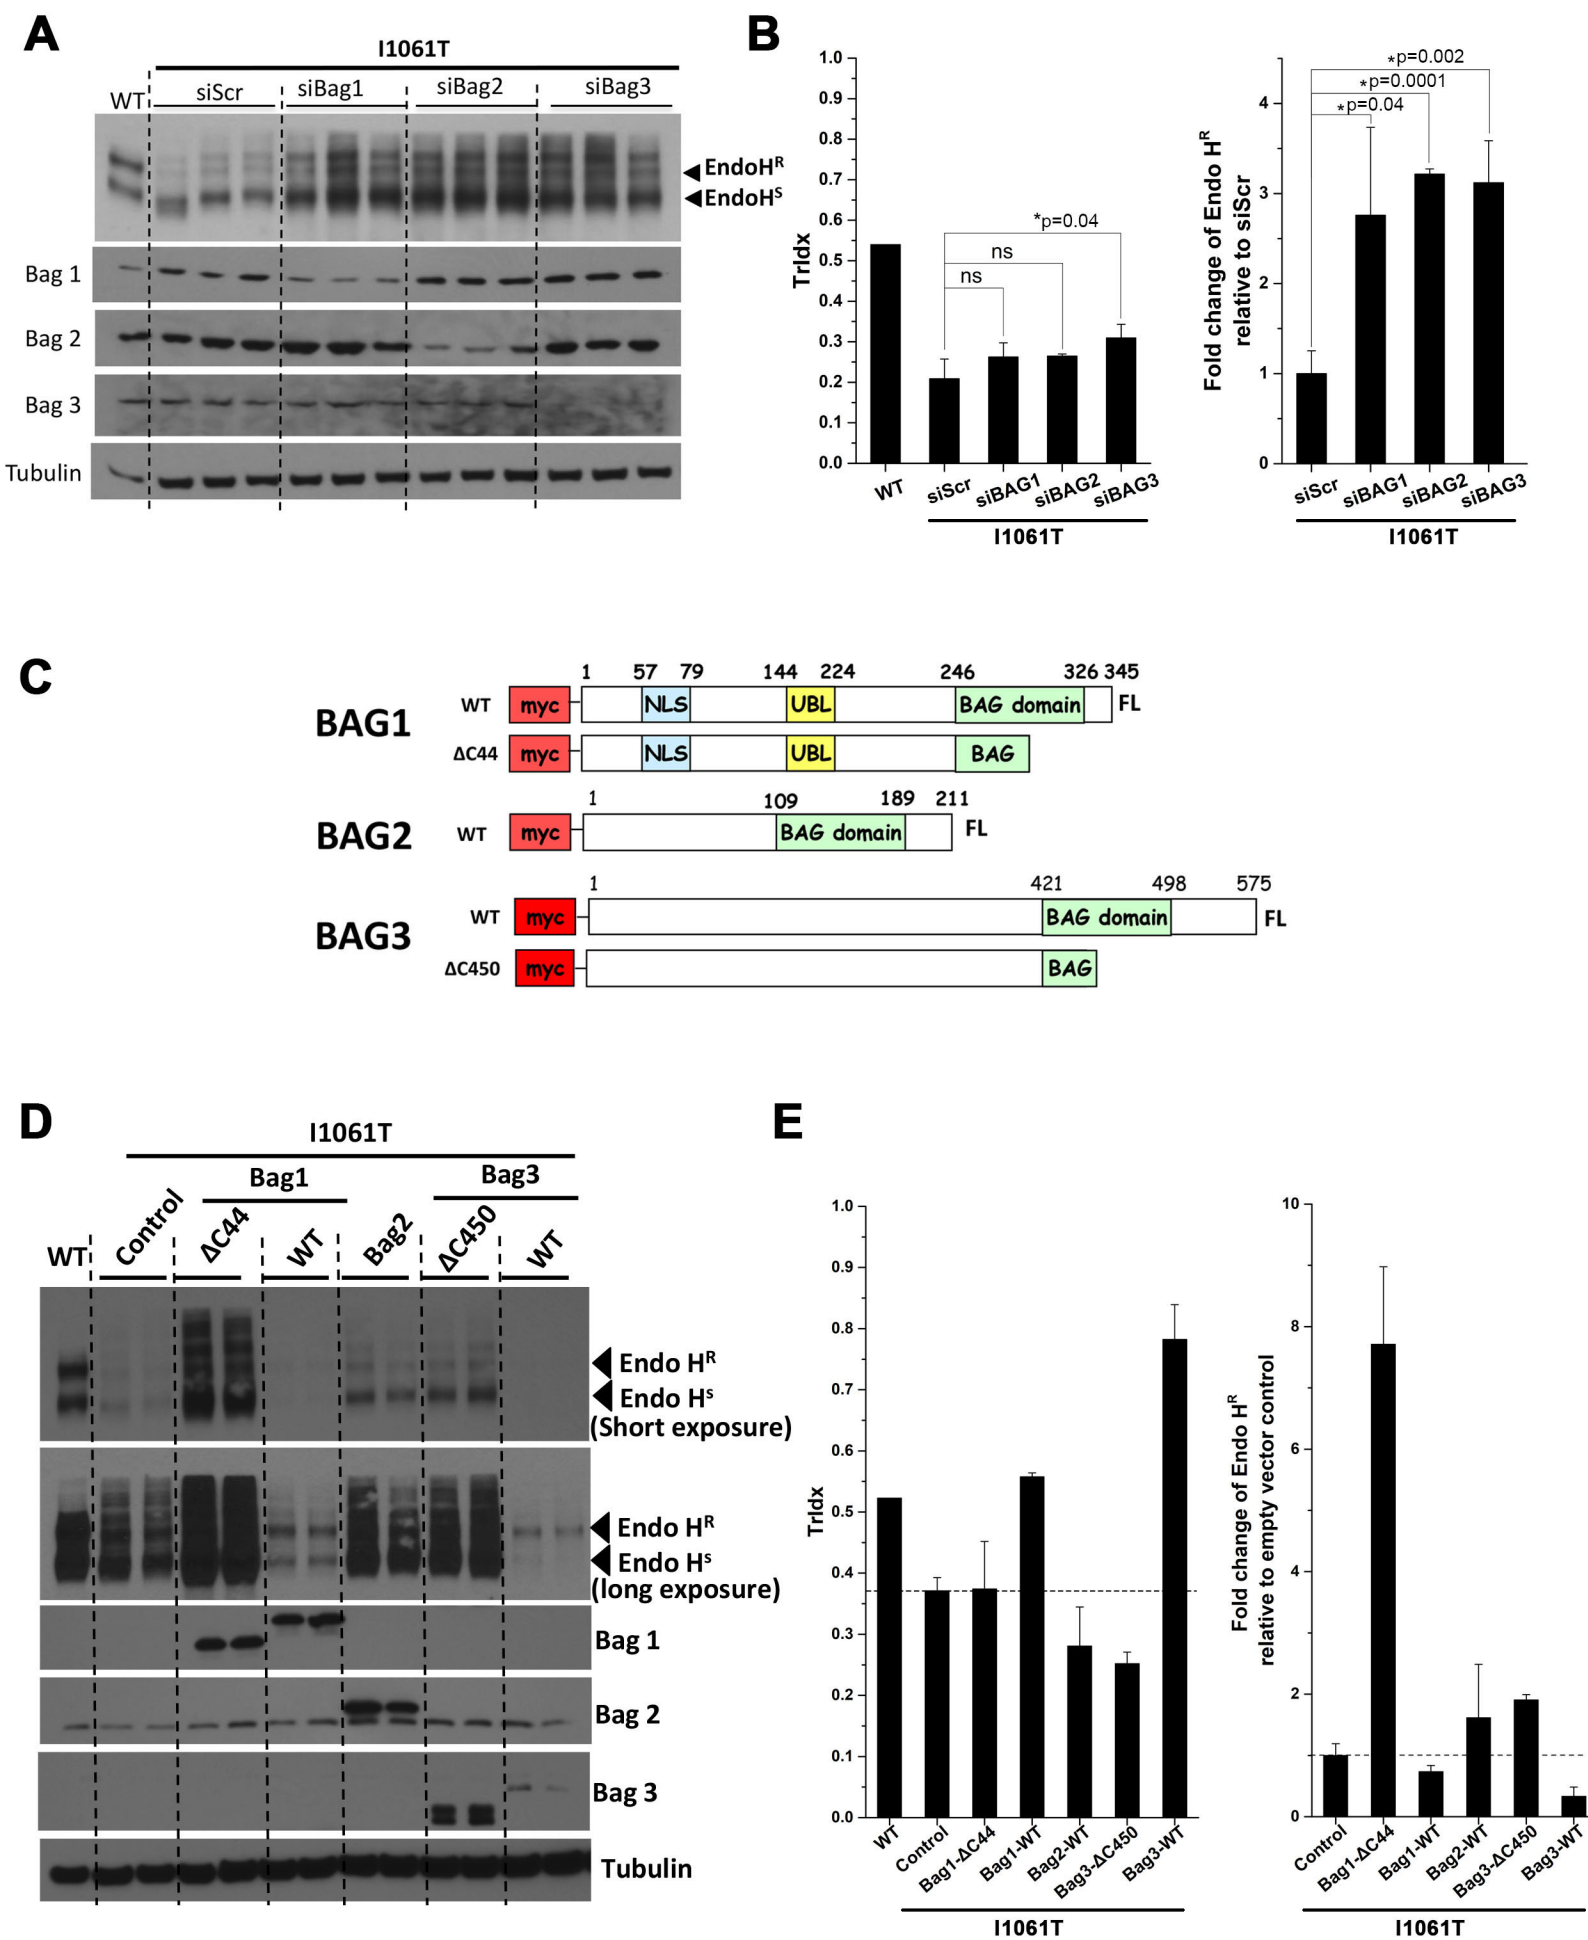 A
I1061T
WT siScr siBag1 siBag2 siBag3
EndoHᴿ
EndoHˢ
Bag 1
Bag 2
Bag 3
Tubulin
B
1.0
0.9
0.8
0.7
0.6
0.5
0.4
0.3
0.2
0.1
0.0
TrIdx
*p=0.04
ns
ns
WT siScr siBAG1 siBAG2 siBAG3
I1061T
Fold change of Endo Hᴿ
relative to siScr
4
3
2
1
0
*p=0.002
*p=0.0001
*p=0.04
siScr siBAG1 siBAG2 siBAG3
I1061T
C
BAG1
1 57 79 144 224 246 326 345
WT myc NLS UBL BAG domain FL
ΔC44 myc NLS UBL BAG
BAG2
1 109 189 211
WT myc BAG domain FL
BAG3
1 421 498 575
WT myc BAG domain FL
ΔC450 myc BAG
D
I1061T
Bag1 Bag3
WT Control ΔC44 WT Bag2 ΔC450 WT
Endo Hᴿ
Endo Hˢ
(Short exposure)
Endo Hᴿ
Endo Hˢ
(long exposure)
Bag 1
Bag 2
Bag 3
Tubulin
E
1.0
0.9
0.8
0.7
0.6
0.5
0.4
0.3
0.2
0.1
0.0
TrIdx
WT Control Bag1-ΔC44 Bag1-WT Bag2-WT Bag3-ΔC450 Bag3-WT
I1061T
Fold change of Endo Hᴿ
relative to empty vector control
10
8
6
4
2
0
Control Bag1-ΔC44 Bag1-WT Bag2-WT Bag3-ΔC450 Bag3-WT
I1061T